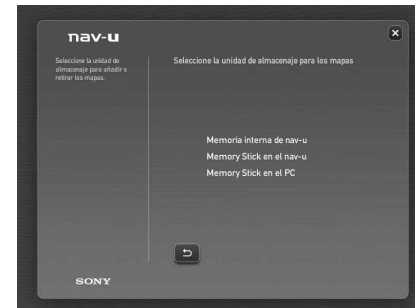 nav-u
Seleccione la unidad de
almacenaje para añadir o
retirar los mapas.
Seleccione la unidad de almacenaje para los mapas
Memoria interna de nav-u
Memory Stick en el nav-u
Memory Stick en el PC
SONY